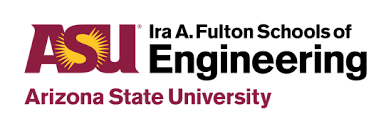 ASU Ira A. Fulton Schools of
Engineering
Arizona State University